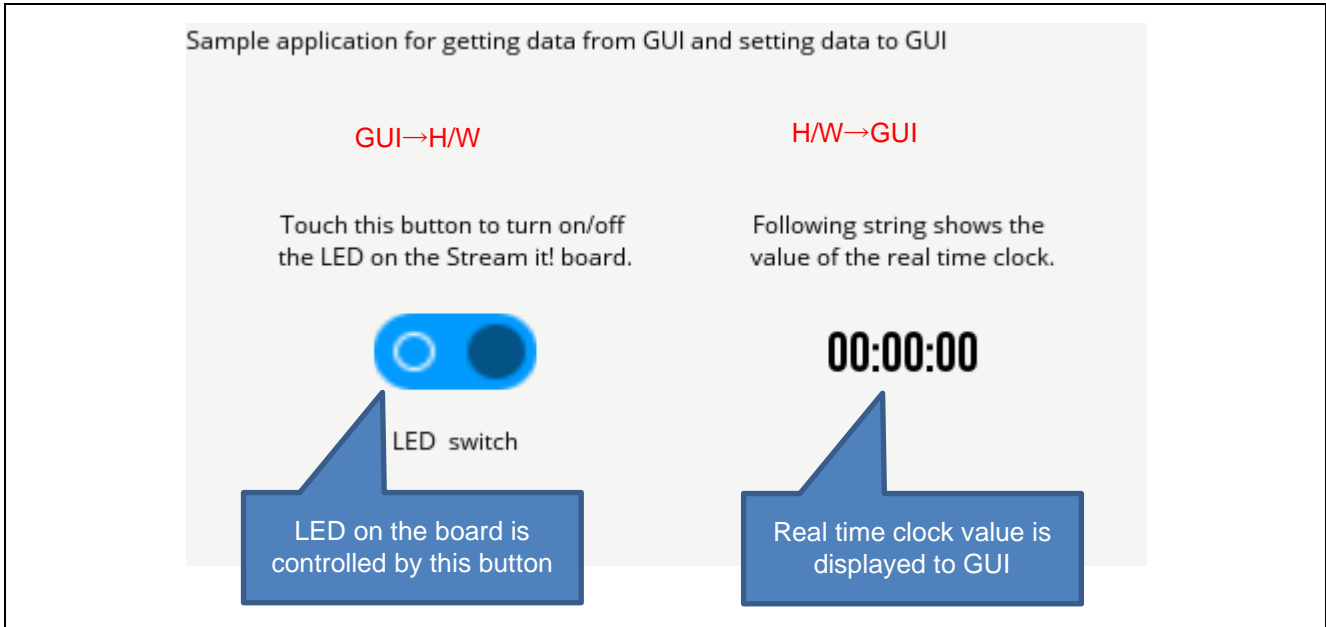 Sample application for getting data from GUI and setting data to GUI
GUI→H/W
H/W→GUI
Touch this button to turn on/off
the LED on the Stream it! board.
Following string shows the
value of the real time clock.
00:00:00
LED switch
LED on the board is
controlled by this button
Real time clock value is
displayed to GUI